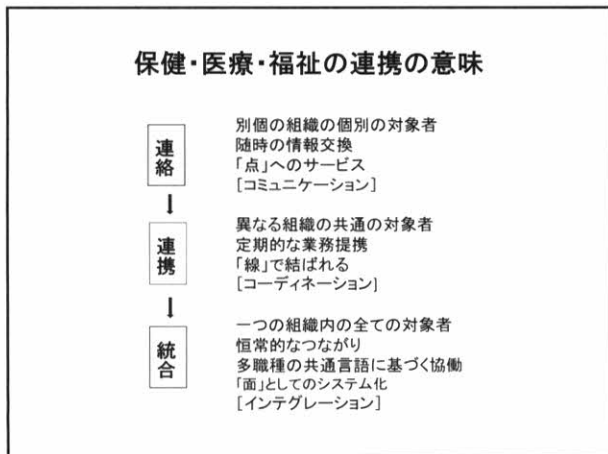 保健・医療・福祉の連携の意味
連絡
別個の組織の個別の対象者
随時の情報交換
「点」へのサービス
[コミュニケーション]
連携
異なる組織の共通の対象者
定期的な業務提携
「線」で結ばれる
[コーディネーション]
統合
一つの組織内の全ての対象者
恒常的なつながり
多職種の共通言語に基づく協働
「面」としてのシステム化
[インテグレーション]